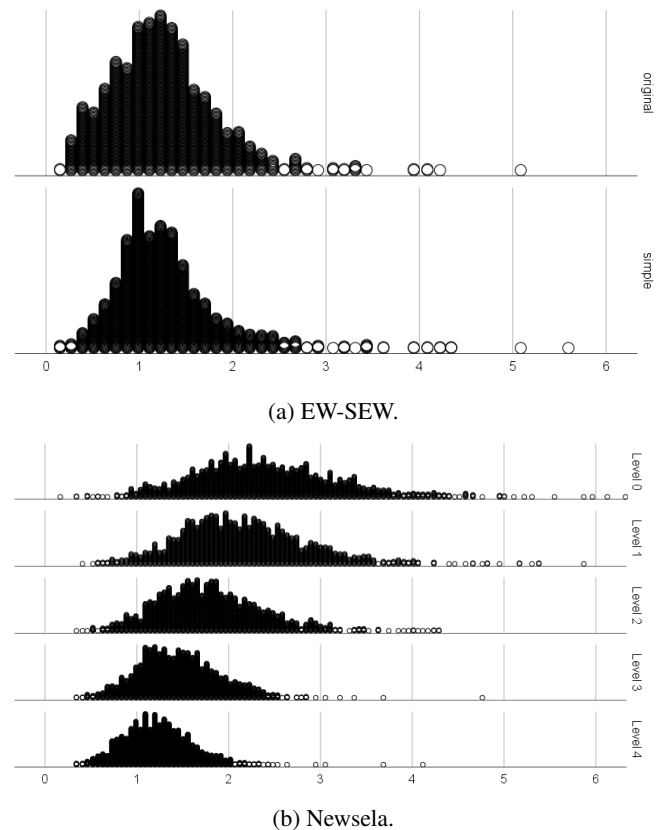 original
simple
0 1 2 3 4 5 6
(a) EW-SEW.
Level 0
Level 1
Level 2
Level 3
Level 4
0 1 2 3 4 5 6
(b) Newsela.